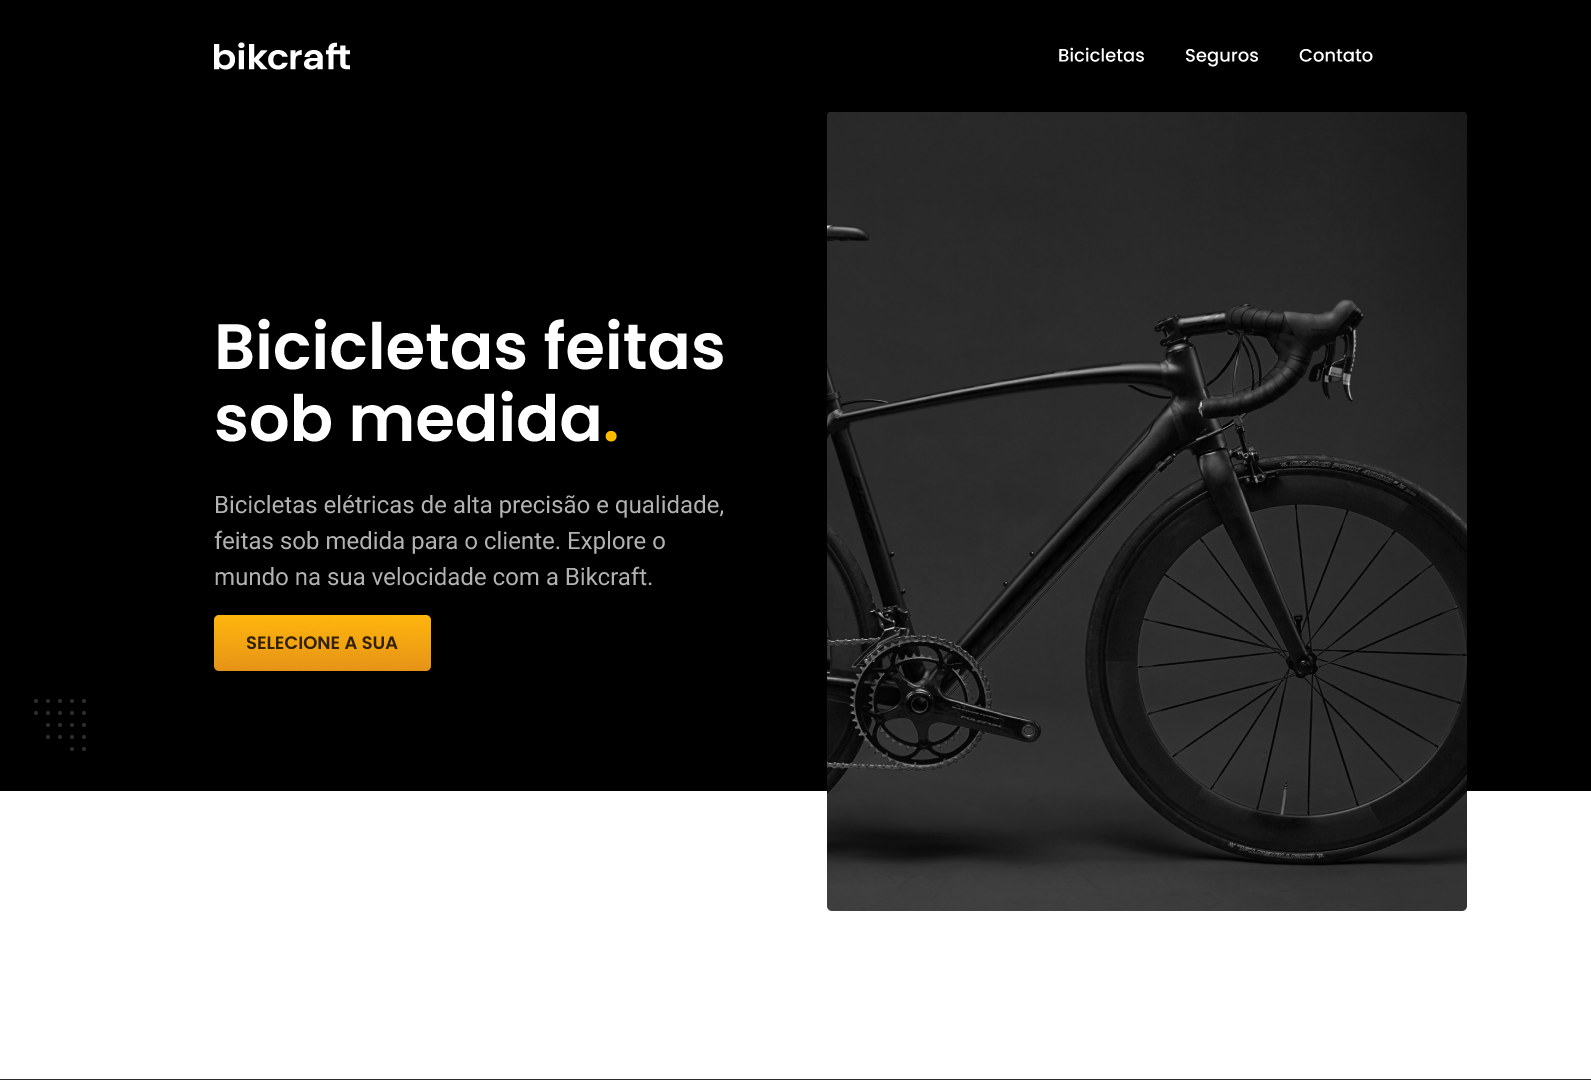 bikcraft
Bicicletas
Seguros
Contato
Bicicletas feitas
sob medida.
Bicicletas elétricas de alta precisão e qualidade,
feitas sob medida para o cliente. Explore o
mundo na sua velocidade com a Bikcraft.
SELECIONE A SUA